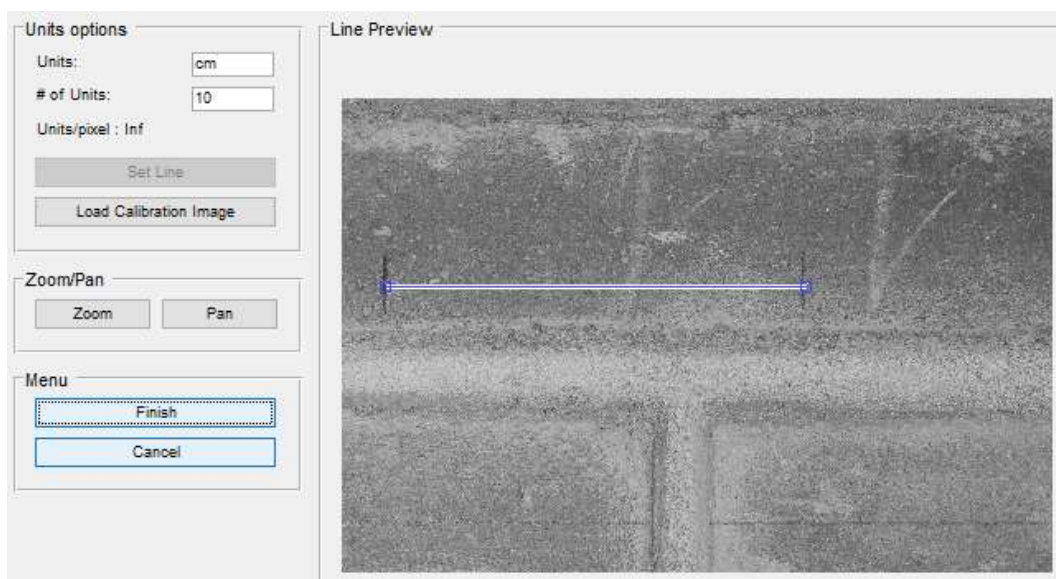 Units options
Units:
cm
# of Units:
10
Units/pixel : Inf
Set Line
Load Calibration Image
Zoom/Pan
Zoom
Pan
Menu
Finish
Cancel
Line Preview